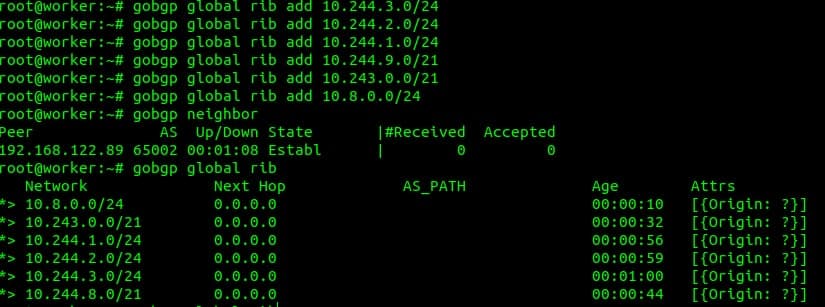 root@worker:~# gobgp global rib add 10.244.3.0/24
root@worker:~# gobgp global rib add 10.244.2.0/24
root@worker:~# gobgp global rib add 10.244.1.0/24
root@worker:~# gobgp global rib add 10.244.9.0/21
root@worker:~# gobgp global rib add 10.243.0.0/21
root@worker:~# gobgp global rib add 10.8.0.0/24
root@worker:~# gobgp neighbor
Peer AS Up/Down State |#Received Accepted
192.168.122.89 65002 00:01:08 Establ | 0 0
root@worker:~# gobgp global rib
Network Next Hop AS_PATH Age Attrs
*> 10.8.0.0/24 0.0.0.0 00:00:10 [{Origin: ?}]
*> 10.243.0.0/21 0.0.0.0 00:00:32 [{Origin: ?}]
*> 10.244.1.0/24 0.0.0.0 00:00:56 [{Origin: ?}]
*> 10.244.2.0/24 0.0.0.0 00:00:59 [{Origin: ?}]
*> 10.244.3.0/24 0.0.0.0 00:01:00 [{Origin: ?}]
*> 10.244.8.0/21 0.0.0.0 00:00:44 [{Origin: ?}]